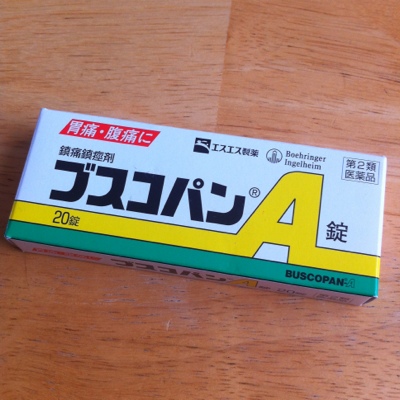 胃痛・腹痛に
鎮痛鎮痙剤
エスエス製薬
Boehringer
Ingelheim
第2類
医薬品
ブスコパン®A錠
20錠
BUSCOPAN-A